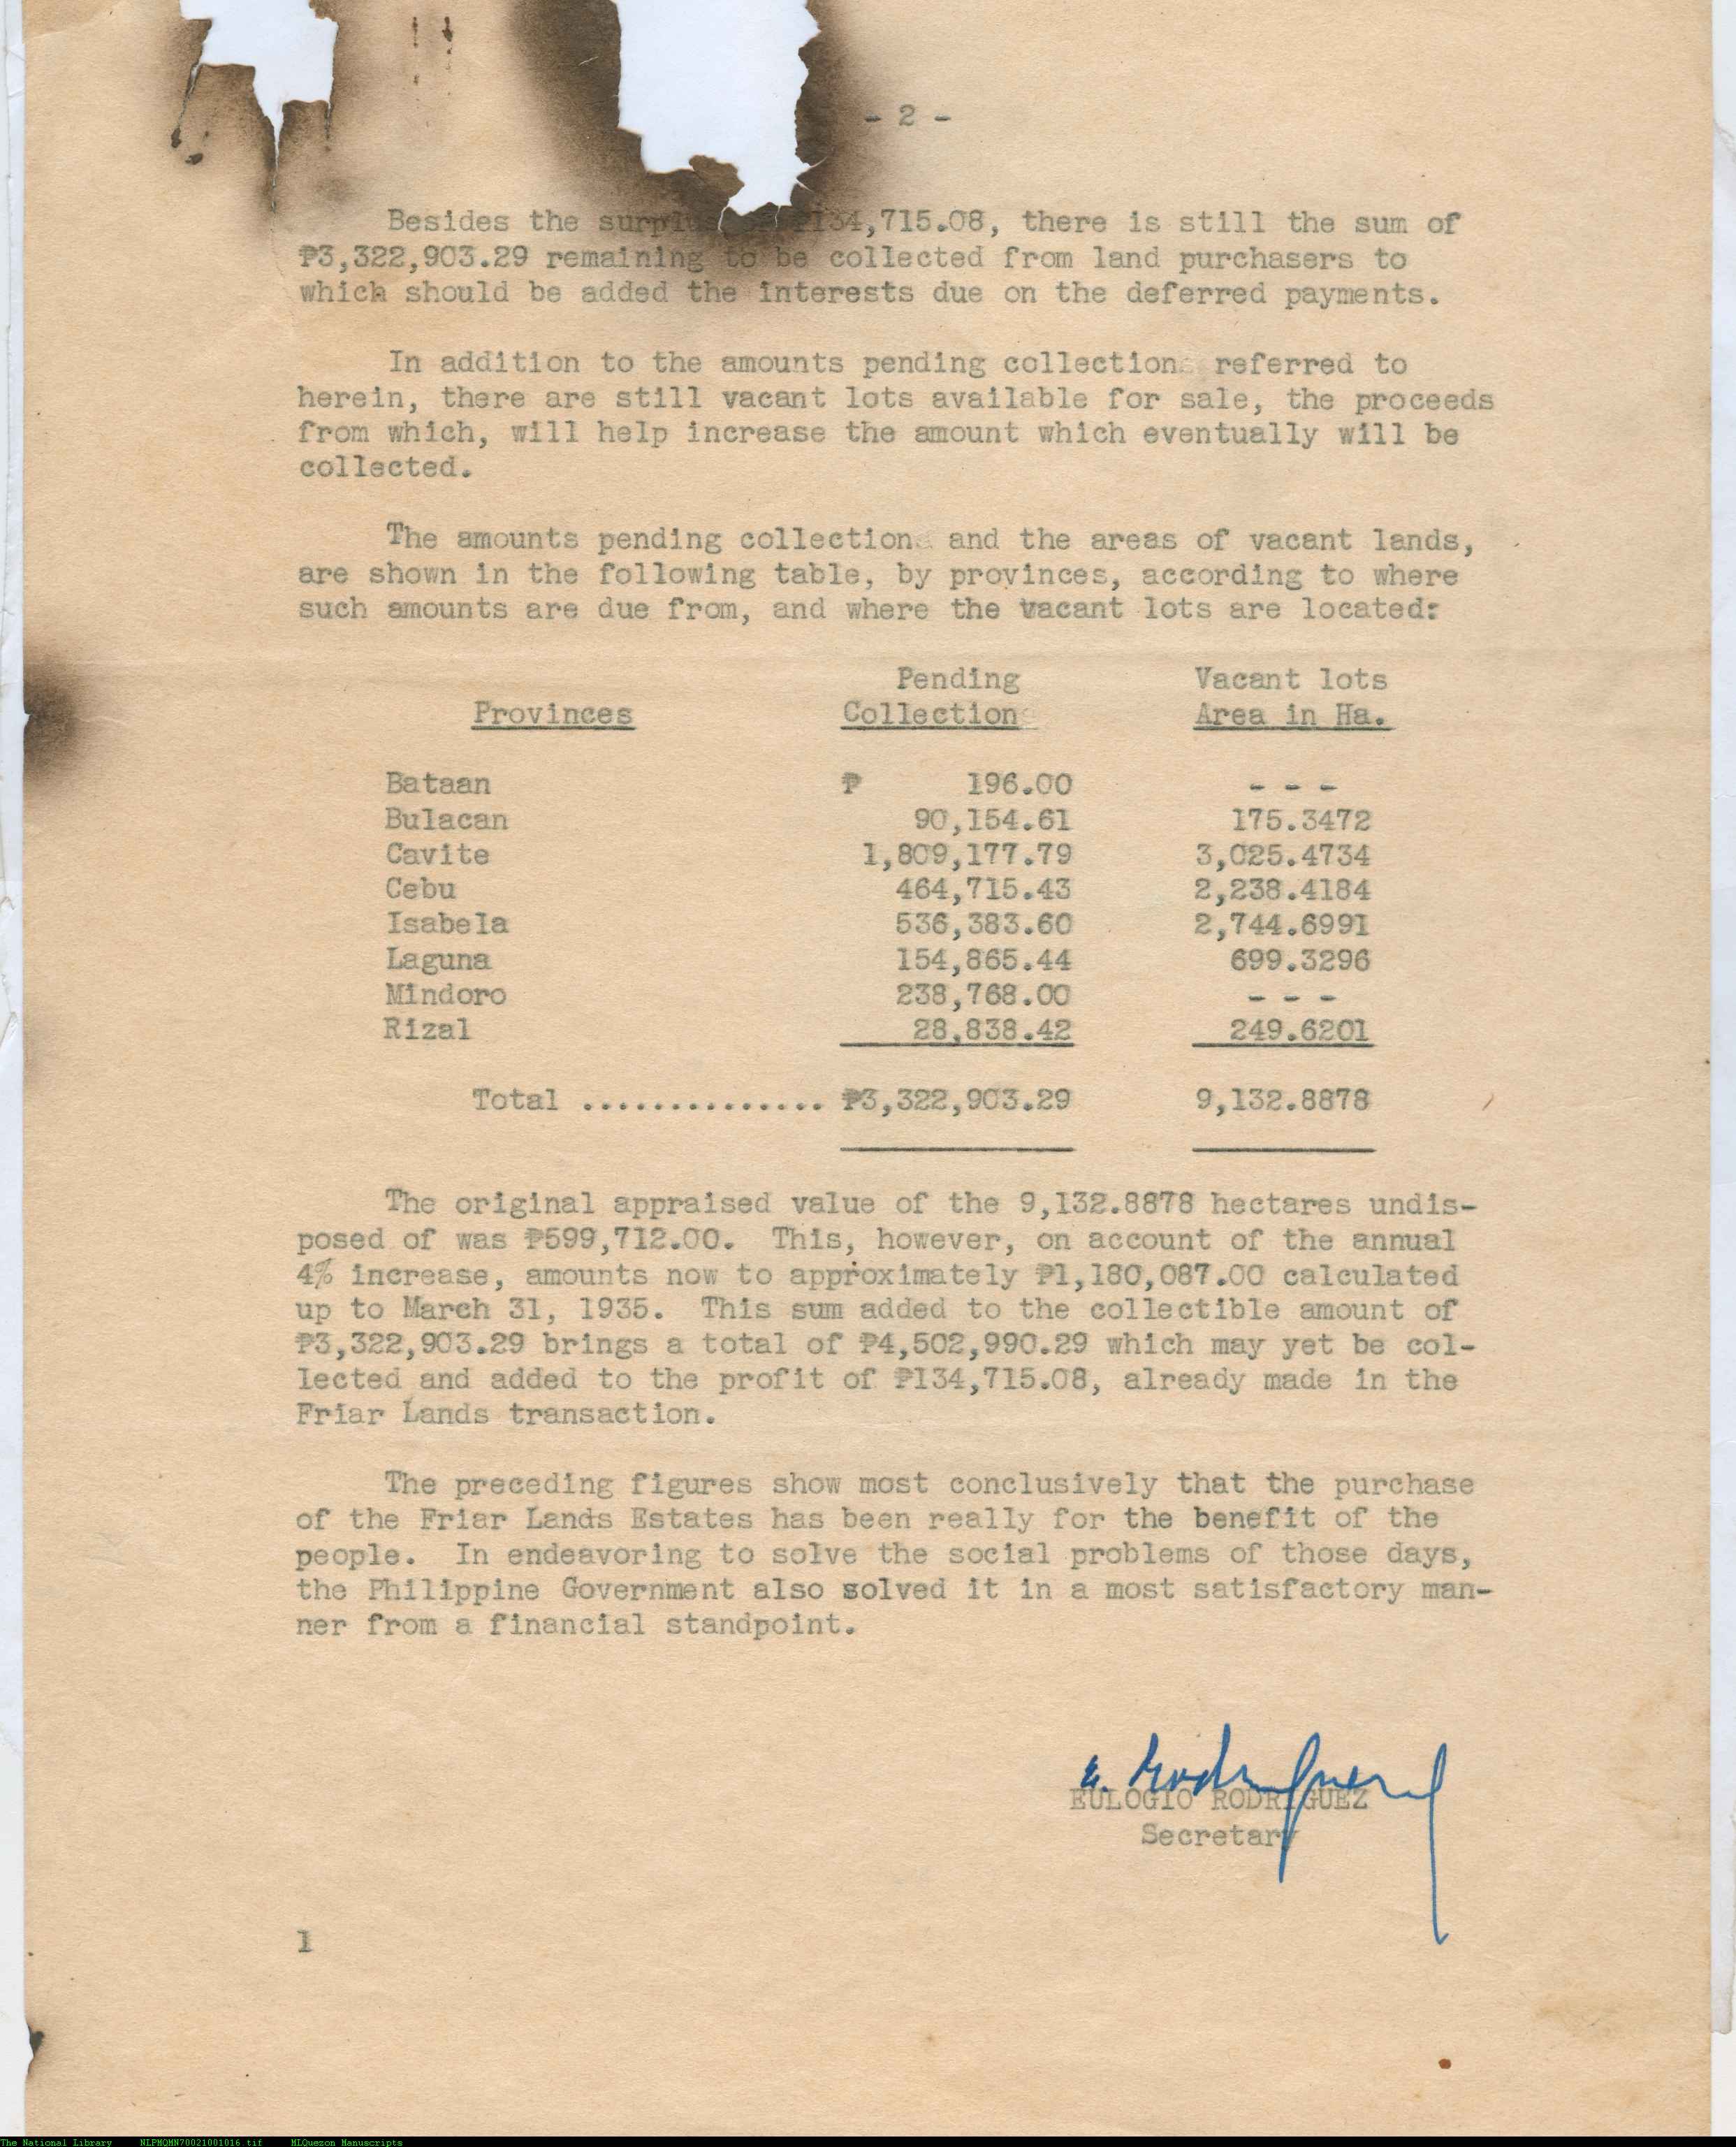 - 2 -
Besides the surplus of ₱134,715.08, there is still the sum of
₱3,322,903.29 remaining to be collected from land purchasers to
which should be added the interests due on the deferred payments.
In addition to the amounts pending collection referred to
herein, there are still vacant lots available for sale, the proceeds
from which, will help increase the amount which eventually will be
collected.
The amounts pending collection and the areas of vacant lands,
are shown in the following table, by provinces, according to where
such amounts are due from, and where the vacant lots are located:
Pending Vacant lots
Provinces Collection Area in Ha.
Bataan ₱ 196.00 - - -
Bulacan 90,154.61 175.3472
Cavite 1,809,177.79 3,025.4734
Cebu 464,715.43 2,238.4184
Isabela 536,383.60 2,744.6991
Laguna 154,865.44 699.3296
Mindoro 238,768.00 - - -
Rizal 28,838.42 249.6201
Total .............. ₱3,322,903.29 9,132.8878
The original appraised value of the 9,132.8878 hectares undis-
posed of was ₱599,712.00. This, however, on account of the annual
4% increase, amounts now to approximately ₱1,180,087.00 calculated
up to March 31, 1935. This sum added to the collectible amount of
₱3,322,903.29 brings a total of ₱4,502,990.29 which may yet be col-
lected and added to the profit of ₱134,715.08, already made in the
Friar Lands transaction.
The preceding figures show most conclusively that the purchase
of the Friar Lands Estates has been really for the benefit of the
people. In endeavoring to solve the social problems of those days,
the Philippine Government also solved it in a most satisfactory man-
ner from a financial standpoint.
E. Rodriguez
EULOGIO RODRIGUEZ
Secretary
1
The National Library NLPMQMN70021001016.tif MLQuezon Manuscripts